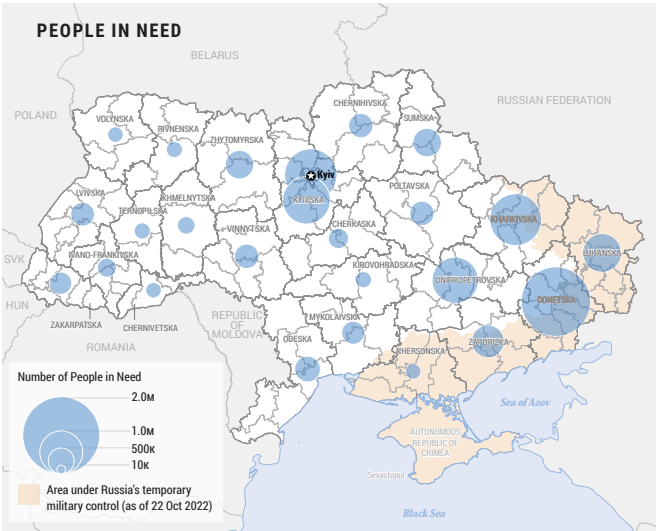 PEOPLE IN NEED
BELARUS
POLAND
RUSSIAN FEDERATION
VOLYNSKA
RIVNENSKA
ZHYTOMYRSKA
CHERNIHIVSKA
SUMSKA
Kyiv
KYIVSKA
LVIVSKA
TERNOPILSKA
KHMELNYTSKA
VINNYTSKA
CHERKASKA
POLTAVSKA
KHARKIVSKA
LUHANSKA
SVK
IVANO-FRANKIVSKA
KIROVOHRADSKA
DNIPROPETROVSKA
DONETSKA
HUN
ZAKARPATSKA
CHERNIVETSKA
REPUBLIC
OF
MOLDOVA
MYKOLAIVSKA
ODESKA
KHERSONSKA
ZAPORIZKA
ROMANIA
Sea of Azov
AUTONOMOUS
REPUBLIC OF
CRIMEA
Sevastopol
Black Sea
Number of People in Need
2.0M
1.0M
500K
10K
Area under Russia's temporary
military control (as of 22 Oct 2022)